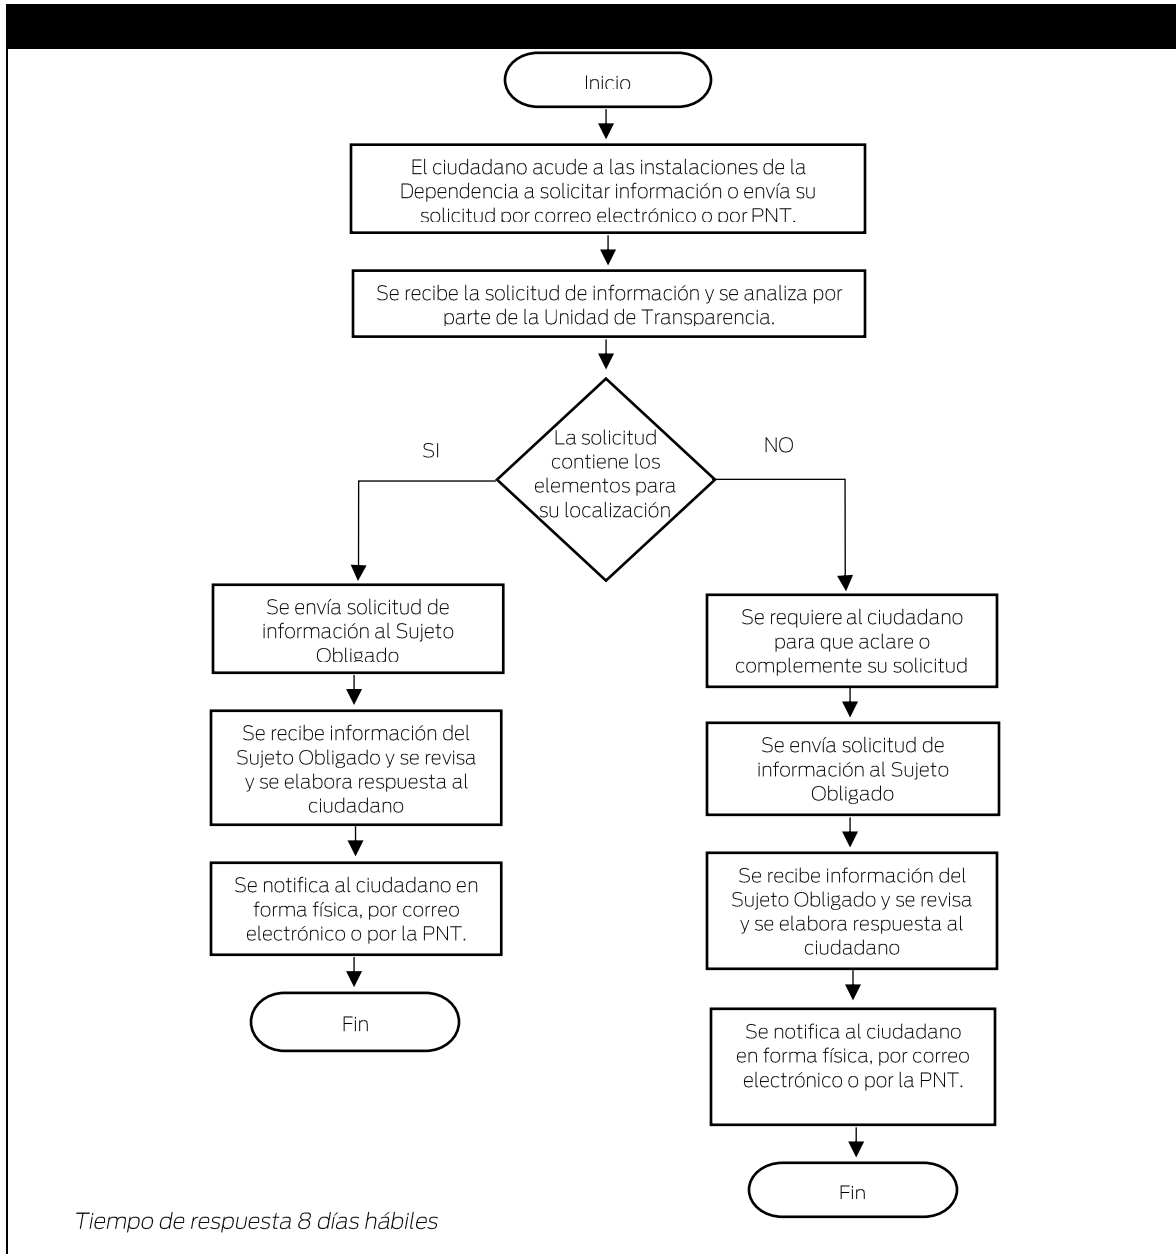 Inicio
El ciudadano acude a las instalaciones de la
Dependencia a solicitar información o envía su
solicitud por correo electrónico o por PNT.
Se recibe la solicitud de información y se analiza por
parte de la Unidad de Transparencia.
La solicitud
contiene los
elementos para
su localización
SI
NO
Se envía solicitud de
información al Sujeto
Obligado
Se recibe información del
Sujeto Obligado y se revisa
y se elabora respuesta al
ciudadano
Se notifica al ciudadano en
forma física, por correo
electrónico o por la PNT.
Fin
Se requiere al ciudadano
para que aclare o
complemente su solicitud
Se envía solicitud de
información al Sujeto
Obligado
Se recibe información del
Sujeto Obligado y se revisa
y se elabora respuesta al
ciudadano
Se notifica al ciudadano
en forma física, por correo
electrónico o por la PNT.
Fin
Tiempo de respuesta 8 días hábiles